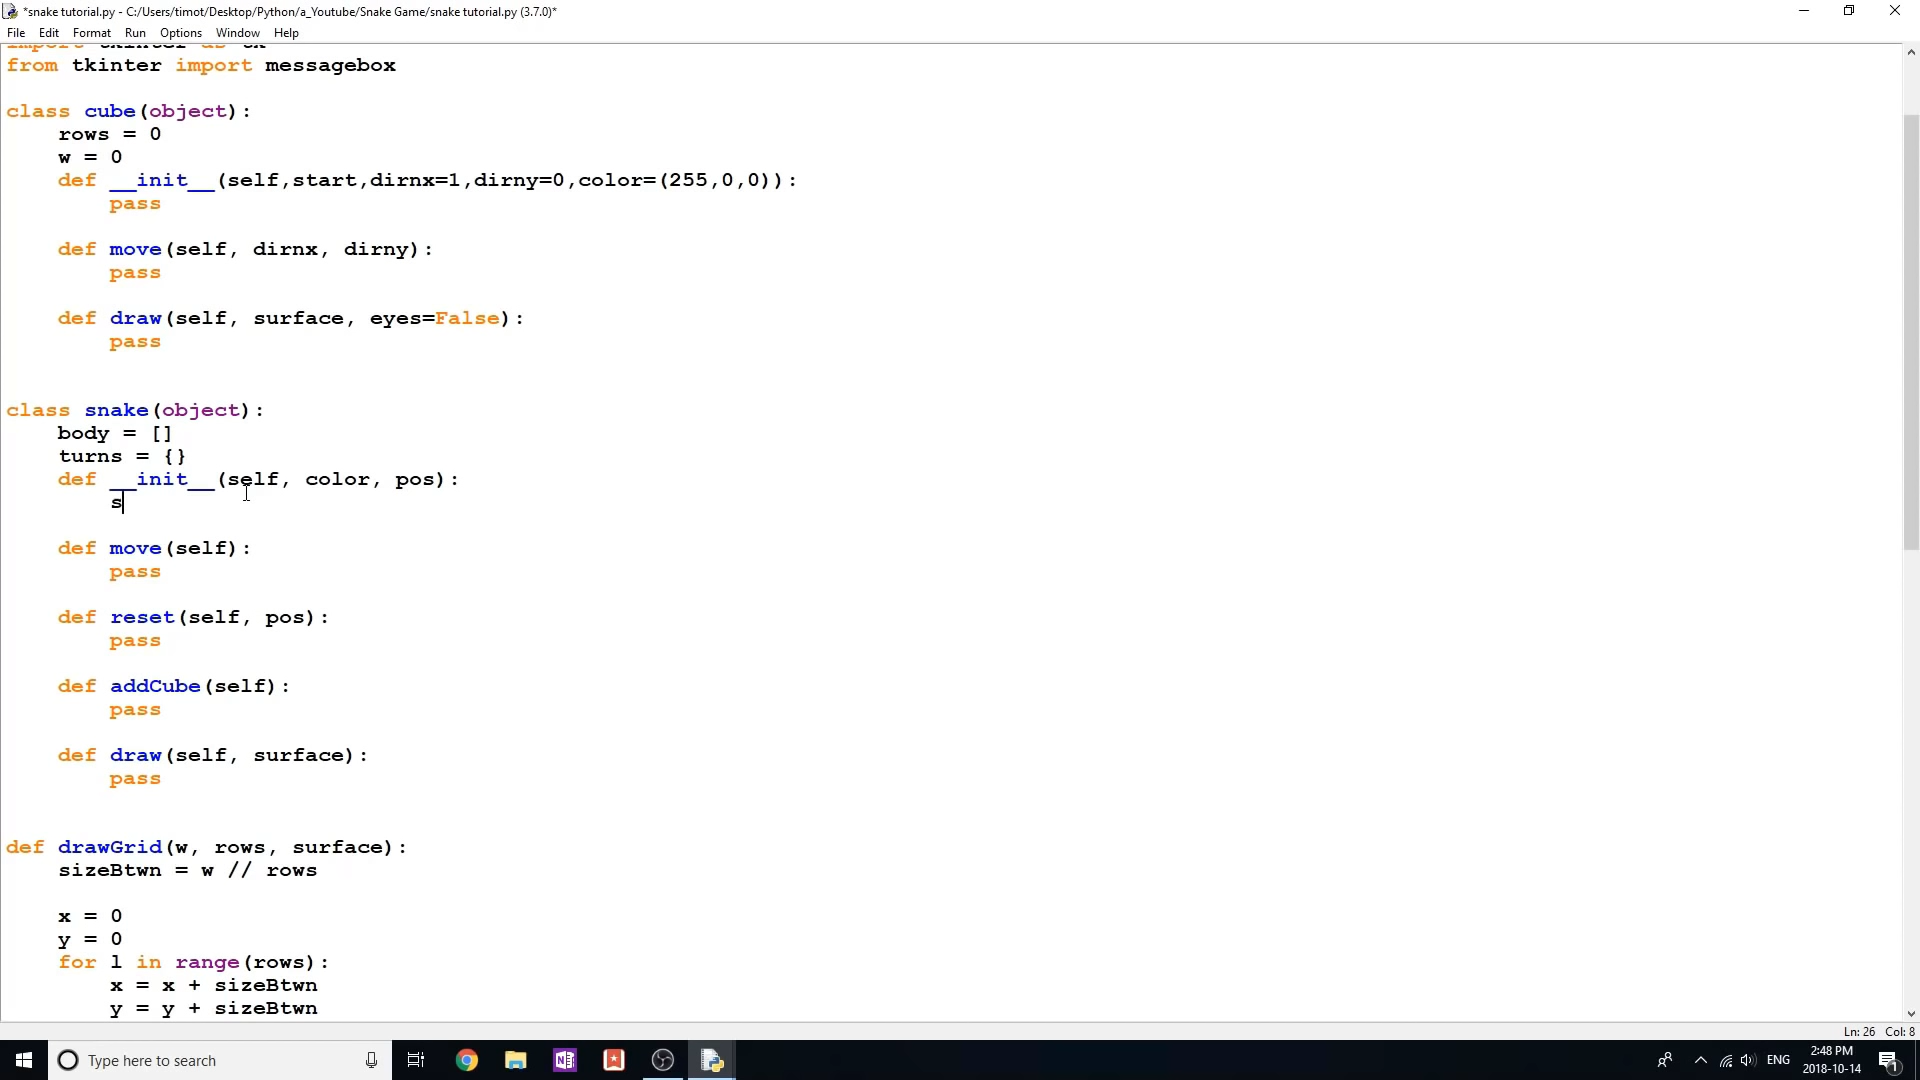 *snake tutorial.py - C:/Users/timot/Desktop/Python/a_Youtube/Snake Game/snake tutorial.py (3.7.0)*
File Edit Format Run Options Window Help
import tkinter as tk
from tkinter import messagebox
class cube(object):
rows = 0
w = 0
def __init__(self,start,dirnx=1,dirny=0,color=(255,0,0)):
pass
def move(self, dirnx, dirny):
pass
def draw(self, surface, eyes=False):
pass
class snake(object):
body = []
turns = {}
def __init__(self, color, pos):
s
def move(self):
pass
def reset(self, pos):
pass
def addCube(self):
pass
def draw(self, surface):
pass
def drawGrid(w, rows, surface):
sizeBtwn = w // rows
x = 0
y = 0
for l in range(rows):
x = x + sizeBtwn
y = y + sizeBtwn
Ln: 26 Col: 8
Type here to search
ENG
2:48 PM
2018-10-14
1